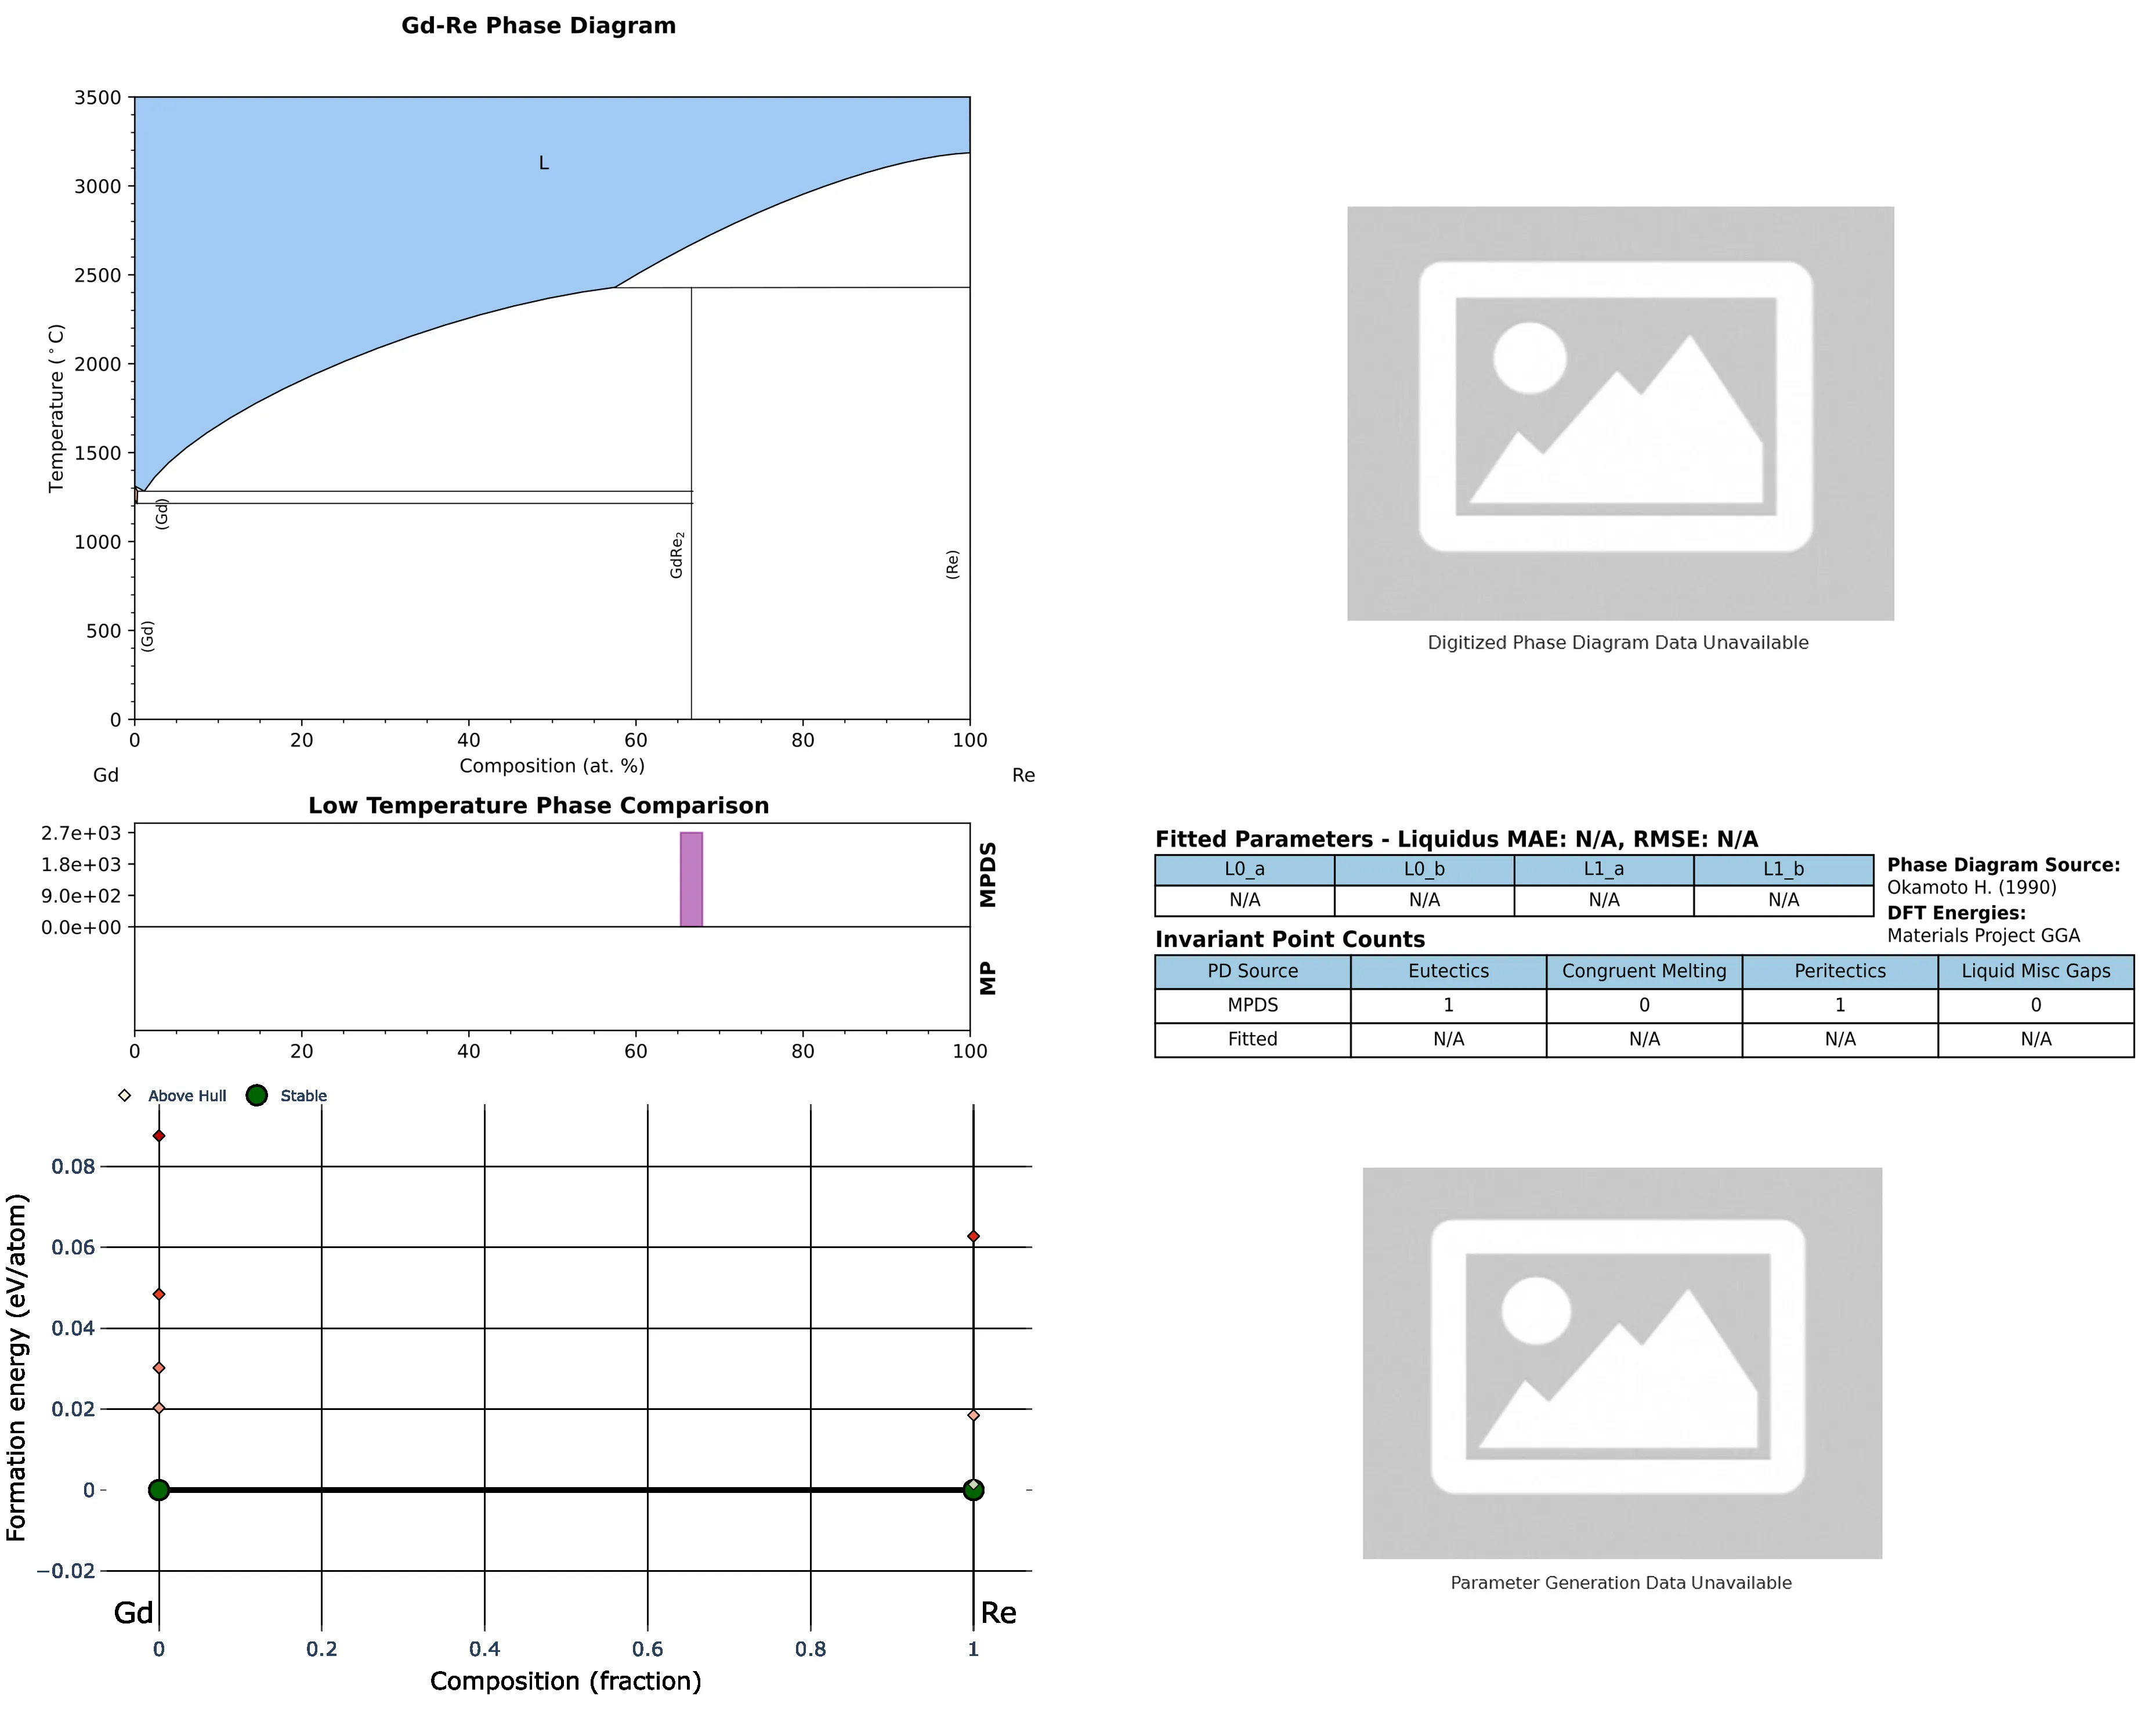 Gd-Re Phase Diagram
3500
3000
2500
2000
1500
1000
500
0
Temperature (°C)
L
(Gd)
(Gd)
GdRe₂
(Re)
0 20 40 60 80 100
Composition (at. %)
Gd Re
Digitized Phase Diagram Data Unavailable
Low Temperature Phase Comparison
2.7e+03
1.8e+03
9.0e+02
0.0e+00
MPDS
MP
0 20 40 60 80 100
Fitted Parameters - Liquidus MAE: N/A, RMSE: N/A
L0_a L0_b L1_a L1_b
N/A N/A N/A N/A
Phase Diagram Source:
Okamoto H. (1990)
DFT Energies:
Materials Project GGA
Invariant Point Counts
PD Source Eutectics Congruent Melting Peritectics Liquid Misc Gaps
MPDS 1 0 1 0
Fitted N/A N/A N/A N/A
Above Hull Stable
0.08
0.06
0.04
0.02
0
−0.02
Formation energy (eV/atom)
Gd Re
0 0.2 0.4 0.6 0.8 1
Composition (fraction)
Parameter Generation Data Unavailable